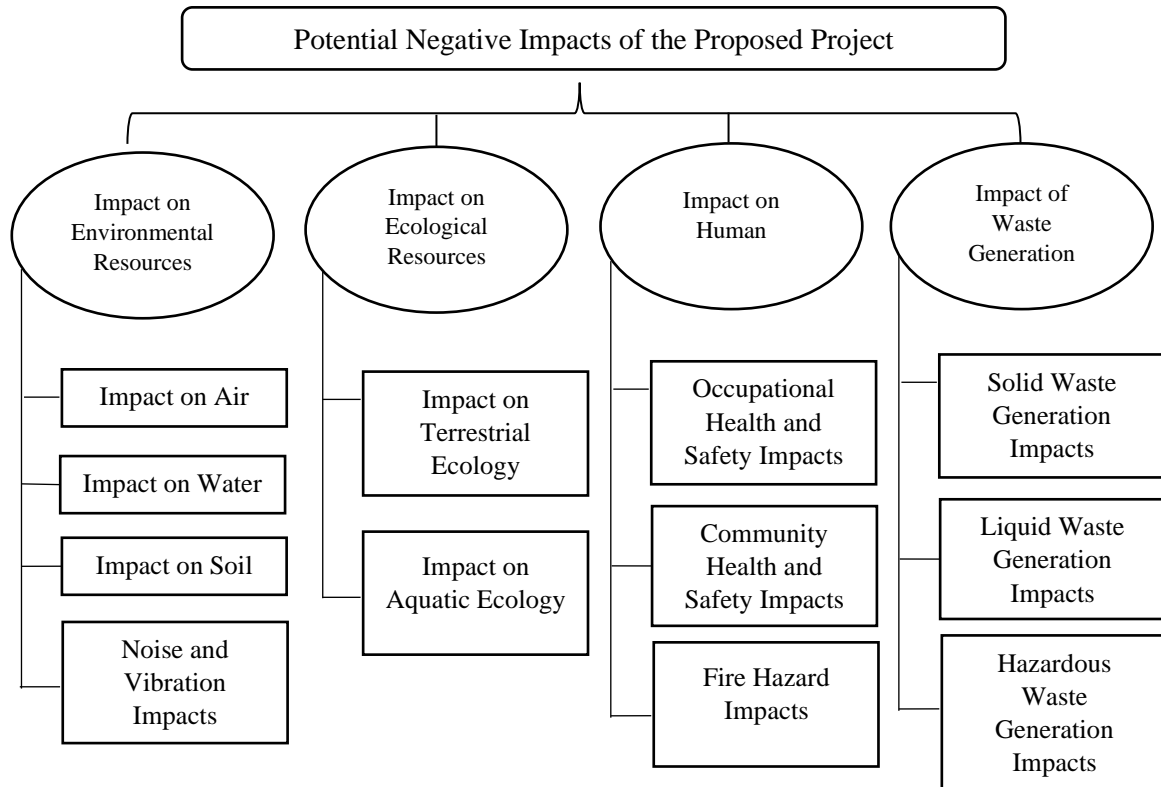 Potential Negative Impacts of the Proposed Project
Impact on
Environmental
Resources
Impact on
Ecological
Resources
Impact on
Human
Impact of
Waste
Generation
Impact on Air
Impact on Water
Impact on Soil
Noise and
Vibration
Impacts
Impact on
Terrestrial
Ecology
Impact on
Aquatic Ecology
Occupational
Health and
Safety Impacts
Community
Health and
Safety Impacts
Fire Hazard
Impacts
Solid Waste
Generation
Impacts
Liquid Waste
Generation
Impacts
Hazardous
Waste
Generation
Impacts